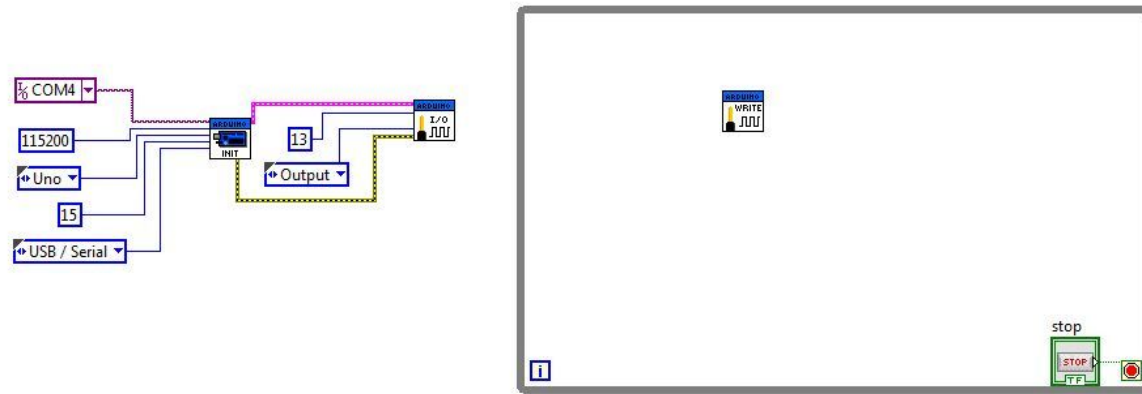 I/O COM4
115200
Uno
15
USB / Serial
ARDUINO
INIT
13
Output
ARDUINO
I/O
ARDUINO
WRITE
i
stop
STOP
TF